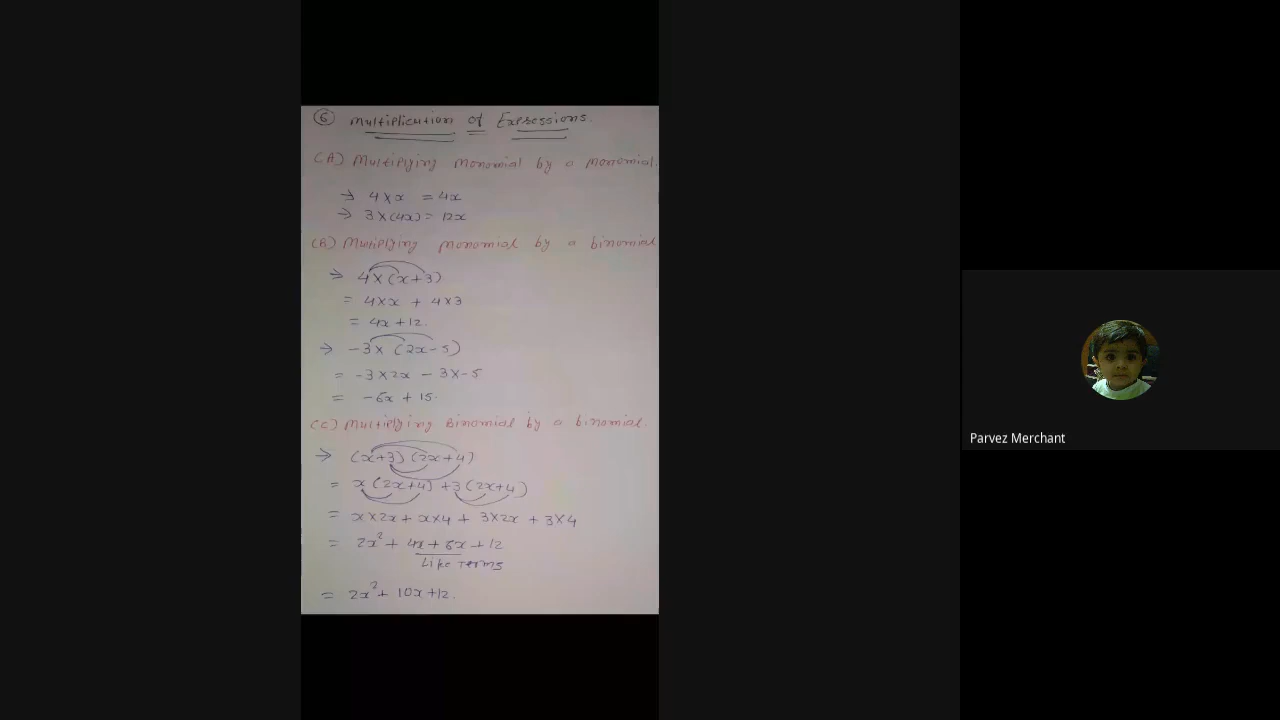 ⑥ Multiplication of Expressions.
(A) Multiplying Monomial by a Monomial.
→ 4 × x = 4x
→ 3 × (4x) = 12x
(B) Multiplying Monomial by a binomial
→ 4 × (x + 3)
= 4 × x + 4 × 3
= 4x + 12.
→ -3 × (2x - 5)
= -3 × 2x - 3 × -5
= -6x + 15.
(C) Multiplying Binomial by a binomial.
→ (x+3) (2x+4)
= x (2x+4) + 3 (2x+4)
= x × 2x + x × 4 + 3 × 2x + 3 × 4
= 2x² + 4x + 6x + 12
Like Terms
= 2x² + 10x + 12.
Parvez Merchant